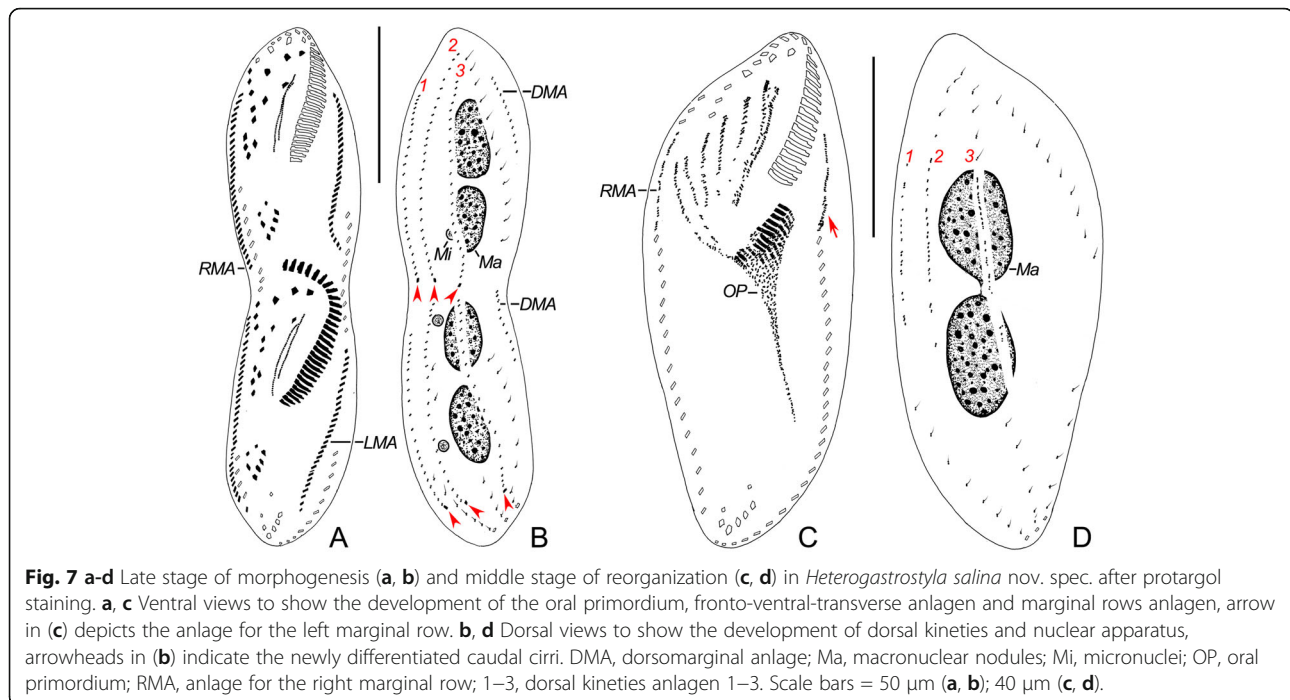 2
1
3
DMA
RMA
Mi
Ma
DMA
LMA
A
B
RMA
OP
C
1
2
3
Ma
D
Fig. 7 a-d Late stage of morphogenesis (a, b) and middle stage of reorganization (c, d) in Heterogastrostyla salina nov. spec. after protargol
staining. a, c Ventral views to show the development of the oral primordium, fronto-ventral-transverse anlagen and marginal rows anlagen, arrow
in (c) depicts the anlage for the left marginal row. b, d Dorsal views to show the development of dorsal kineties and nuclear apparatus,
arrowheads in (b) indicate the newly differentiated caudal cirri. DMA, dorsomarginal anlage; Ma, macronuclear nodules; Mi, micronuclei; OP, oral
primordium; RMA, anlage for the right marginal row; 1–3, dorsal kineties anlagen 1–3. Scale bars = 50 μm (a, b); 40 μm (c, d).